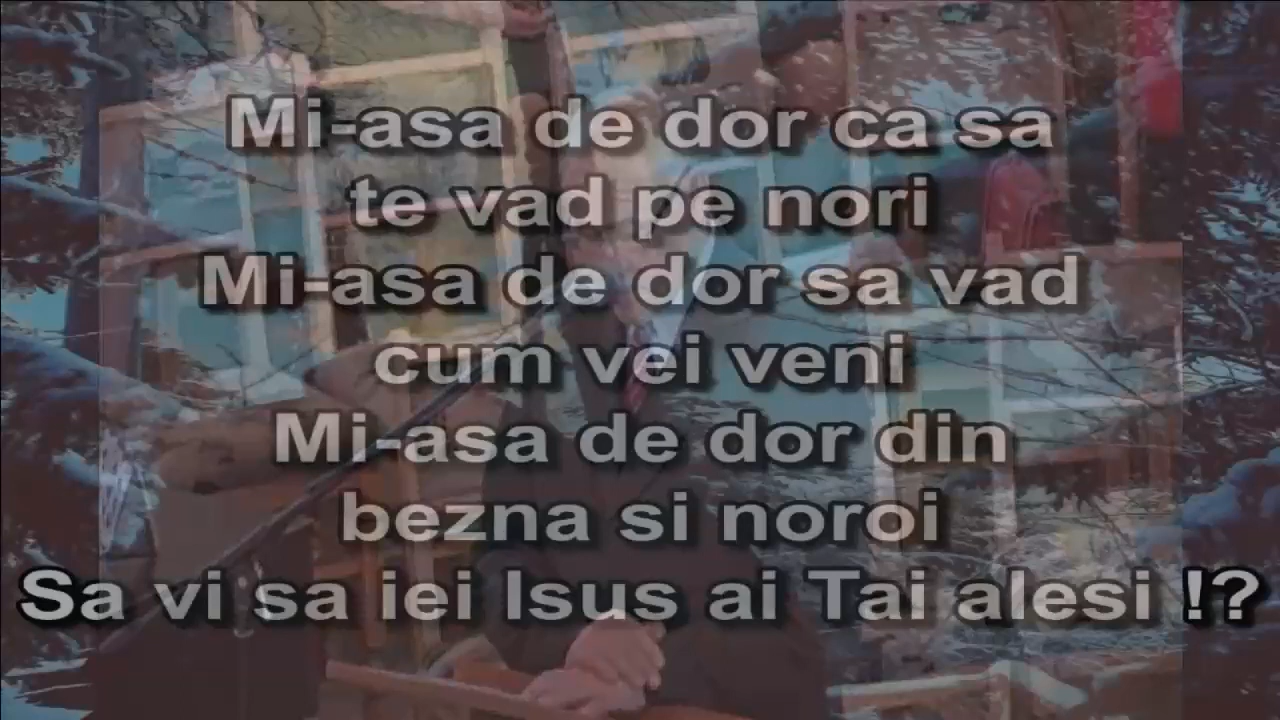 Mi-asa de dor ca sa
te vad pe nori
Mi-asa de dor sa vad
cum vei veni
Mi-asa de dor din
bezna si noroi
Sa vi sa iei Isus ai Tai alesi !?